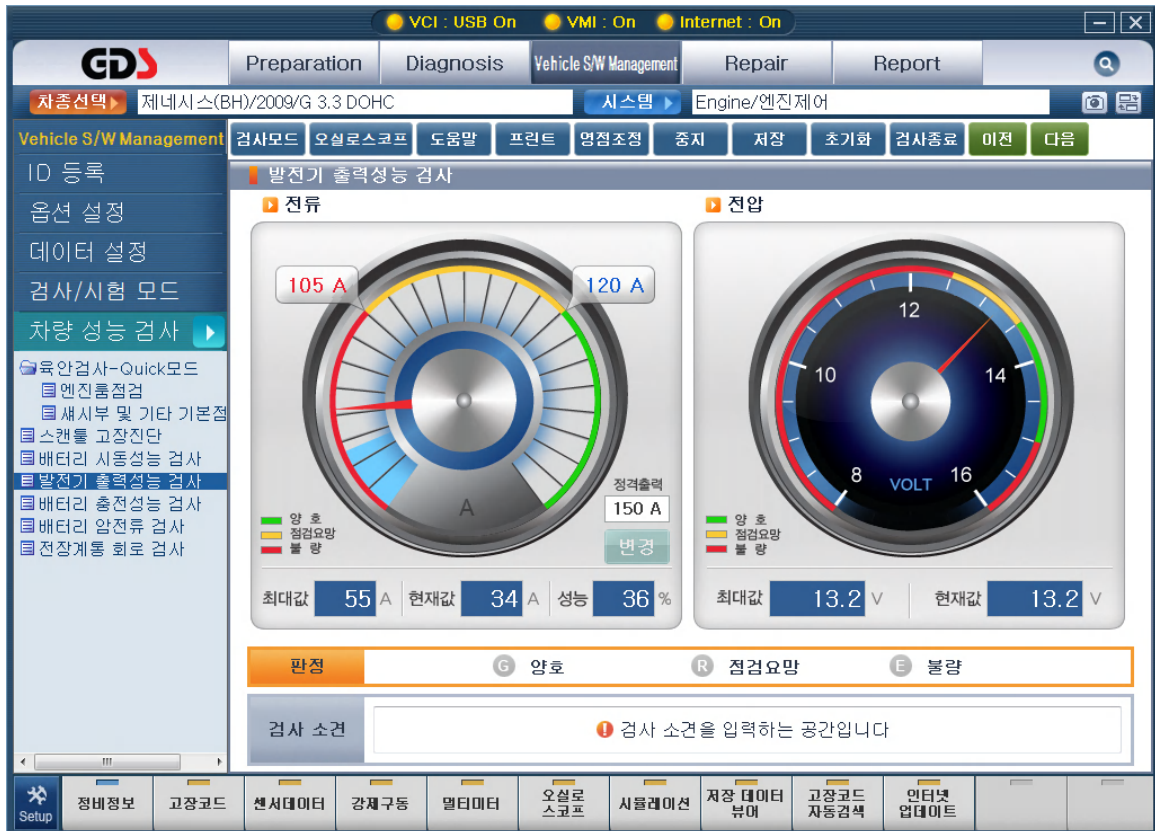 VCI : USB On VMI : On Internet : On
GDS Preparation Diagnosis Vehicle S/W Management Repair Report
차종선택 제네시스(BH)/2009/G 3.3 DOHC 시스템 Engine/엔진제어
Vehicle S/W Management 검사모드 오실로스코프 도움말 프린트 영점조정 중지 저장 초기화 검사종료 이전 다음
ID 등록
옵션 설정
데이터 설정
검사/시험 모드
차량 성능 검사
육안검사-Quick모드
엔진룸점검
섀시부 및 기타 기본점
스캔툴 고장진단
배터리 시동성능 검사
발전기 출력성능 검사
배터리 충전성능 검사
배터리 암전류 검사
전장계통 회로 검사
발전기 출력성능 검사
전류
105 A 120 A
A
정격출력
150 A
변경
양 호
점검요망
불 량
최대값 55 A 현재값 34 A 성능 36 %
전압
12
10 14
8 VOLT 16
양 호
점검요망
불 량
최대값 13.2 V 현재값 13.2 V
판정 G 양호 R 점검요망 E 불량
검사 소견 검사 소견을 입력하는 공간입니다
Setup 정비정보 고장코드 센서데이터 강제구동 멀티미터 오실로 스코프 시뮬레이션 저장 데이터 뷰어 고장코드 자동검색 인터넷 업데이트